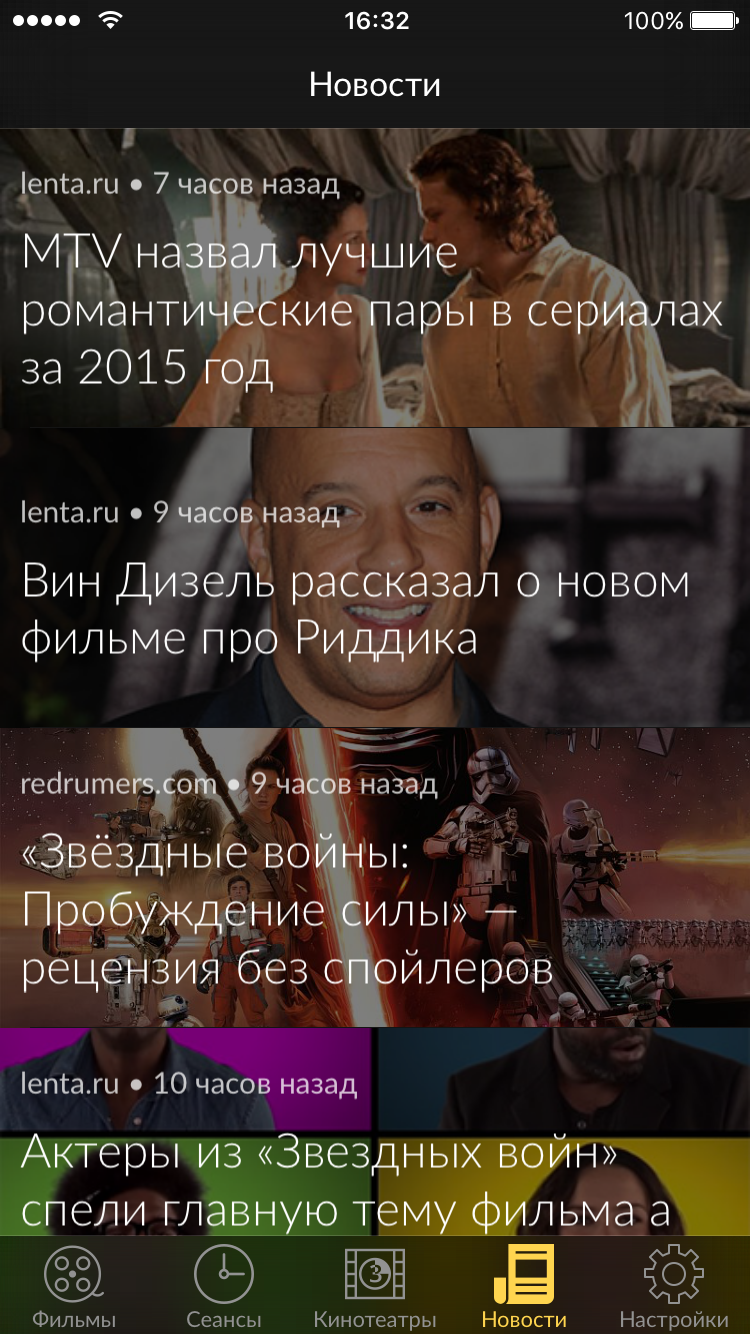 16:32
100%
Новости
lenta.ru • 7 часов назад
MTV назвал лучшие
романтические пары в сериалах
за 2015 год
lenta.ru • 9 часов назад
Вин Дизель рассказал о новом
фильме про Риддика
redrumers.com • 9 часов назад
«Звёздные войны:
Пробуждение силы» —
рецензия без спойлеров
lenta.ru • 10 часов назад
Актеры из «Звездных войн»
спели главную тему фильма а
3
Фильмы
Сеансы
Кинотеатры
Новости
Настройки